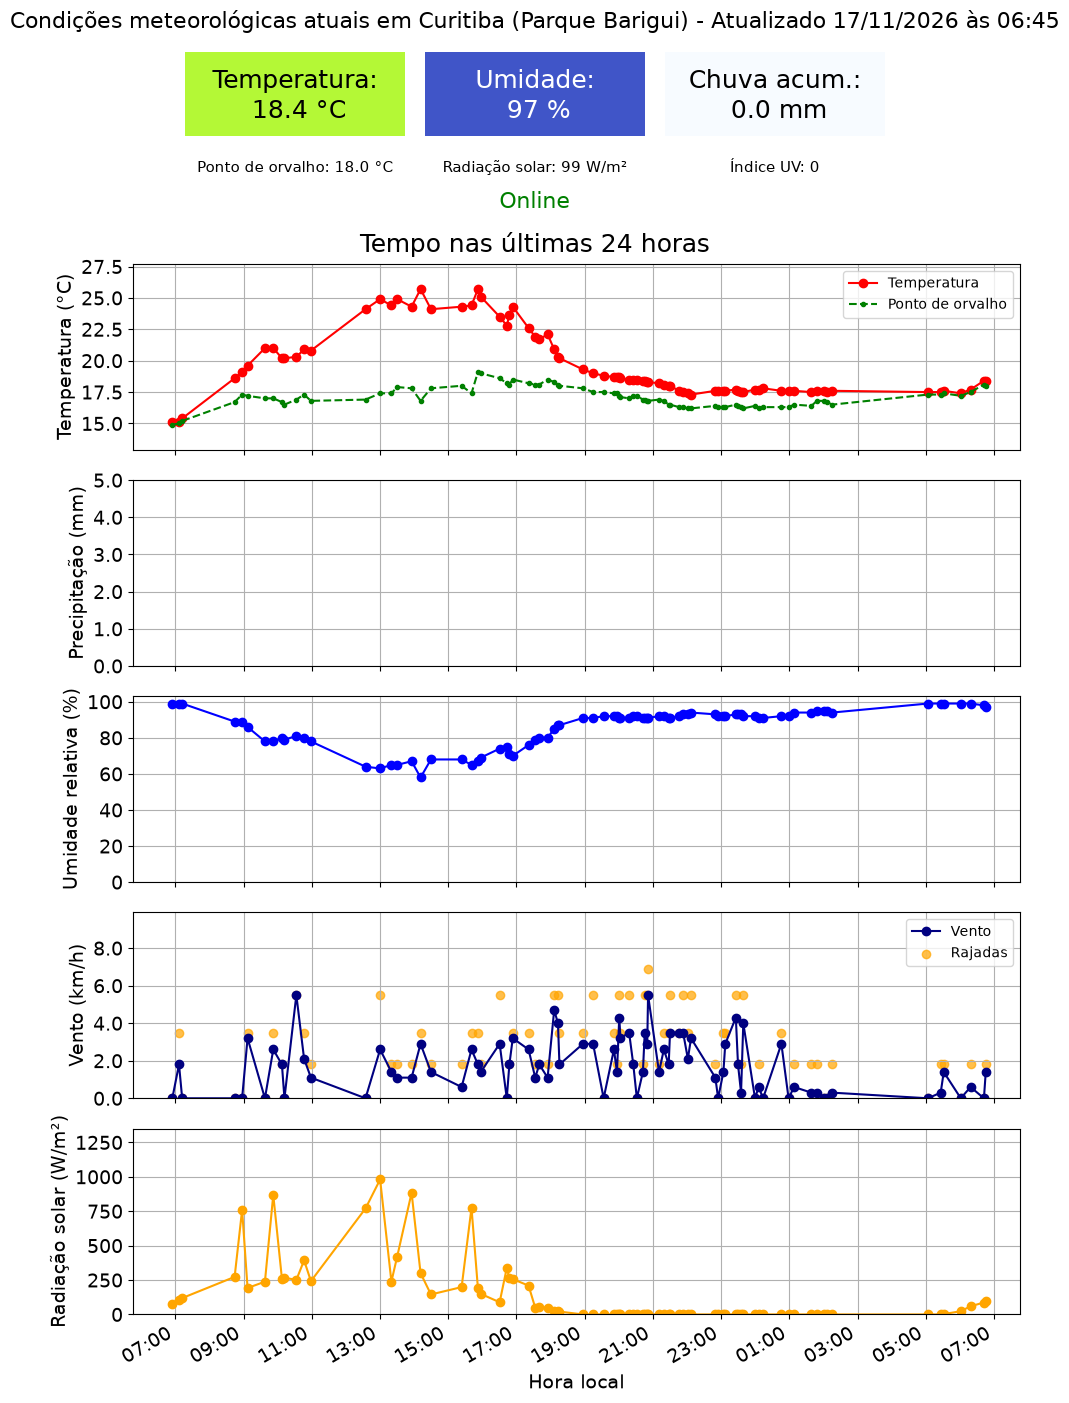 Condições meteorológicas atuais em Curitiba (Parque Barigui) - Atualizado 17/11/2026 às 06:45
Temperatura:
18.4 °C
Umidade:
97 %
Chuva acum.:
0.0 mm
Ponto de orvalho: 18.0 °C
Radiação solar: 99 W/m²
Índice UV: 0
Online
Tempo nas últimas 24 horas
Temperatura (°C)
27.5
25.0
22.5
20.0
17.5
15.0
Temperatura
Ponto de orvalho
Precipitação (mm)
5.0
4.0
3.0
2.0
1.0
0.0
Umidade relativa (%)
100
80
60
40
20
0
Vento (km/h)
8.0
6.0
4.0
2.0
0.0
Vento
Rajadas
Radiação solar (W/m²)
1250
1000
750
500
250
0
07:00
09:00
11:00
13:00
15:00
17:00
19:00
21:00
23:00
01:00
03:00
05:00
07:00
Hora local